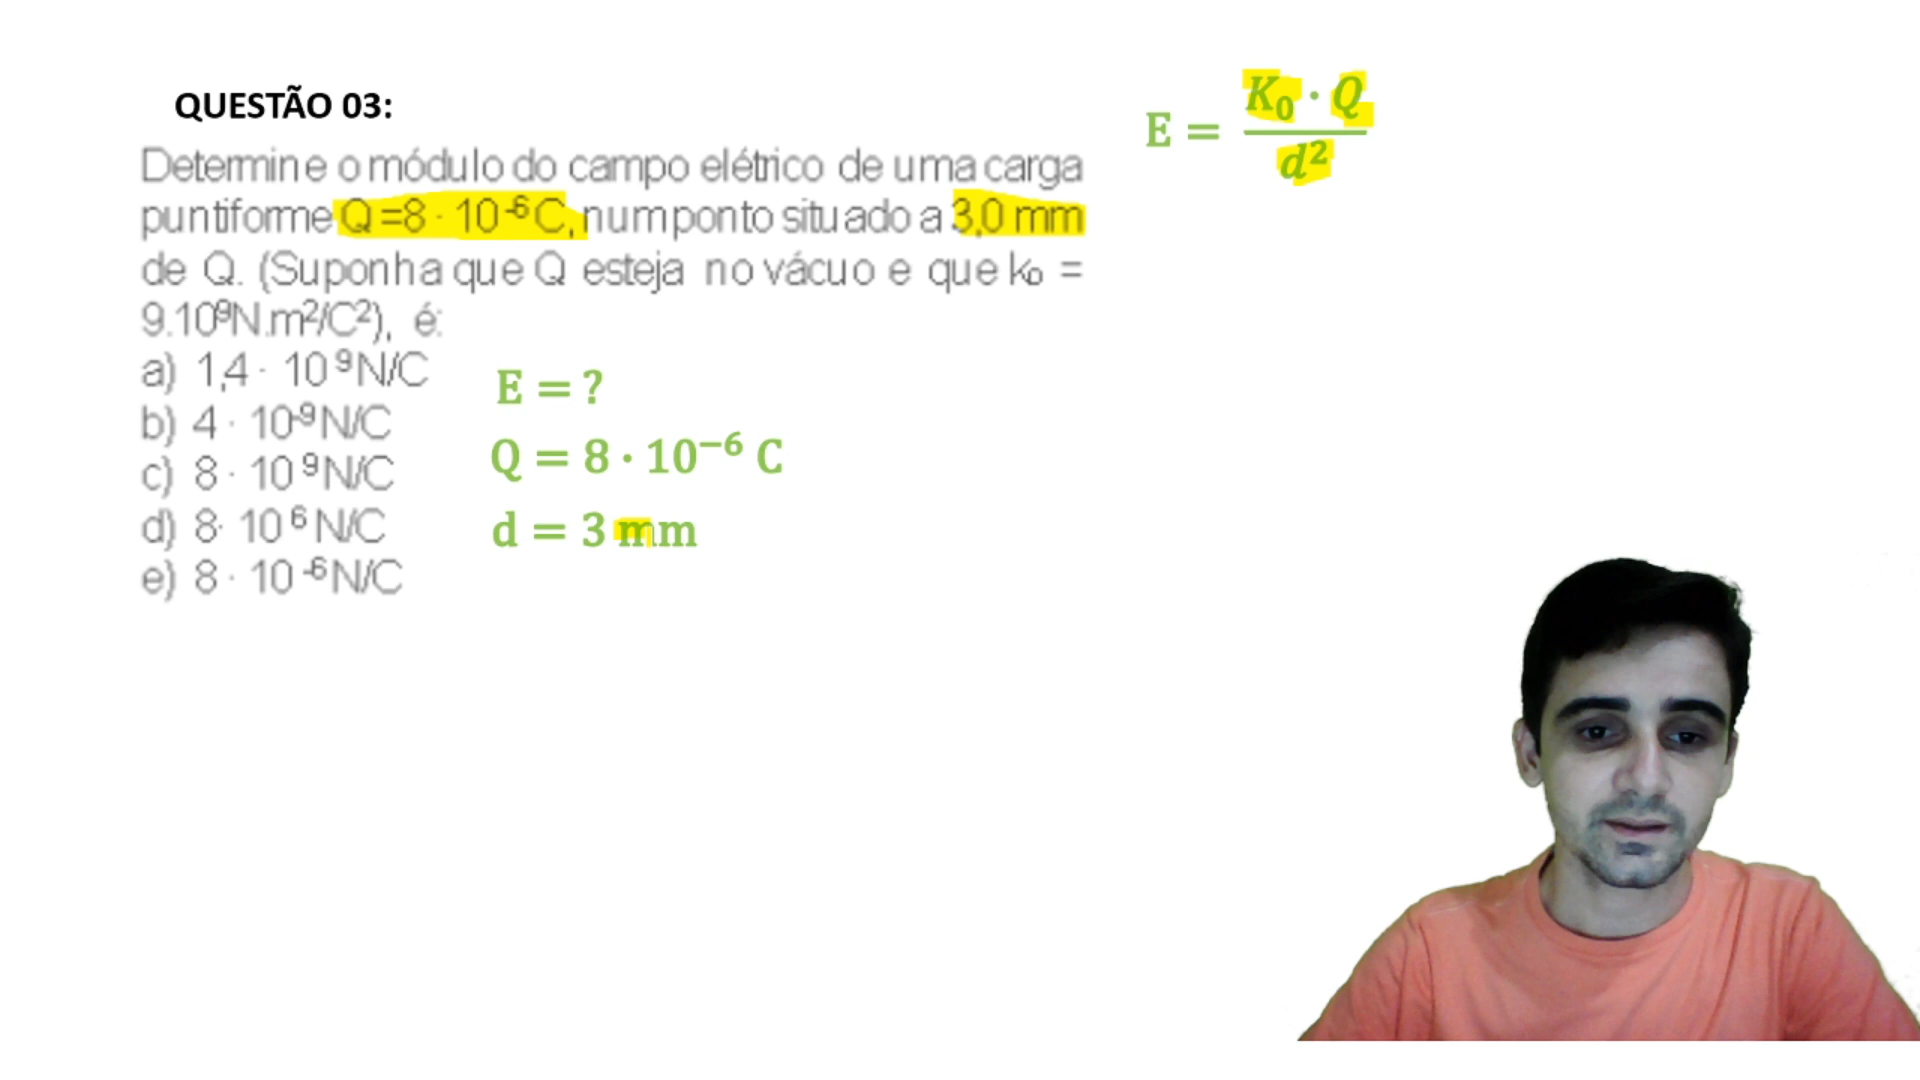 QUESTÃO 03:
Determine o módulo do campo elétrico de uma carga
puntiforme Q =8 · 10⁻⁶ C, num ponto situado a 3,0 mm
de Q. (Suponha que Q esteja no vácuo e que k₀ =
9.10⁹N.m²/C²), é:
a) 1,4 · 10⁹ N/C
b) 4 · 10⁻⁹ N/C
c) 8 · 10⁹ N/C
d) 8· 10⁶ N/C
e) 8 · 10⁻⁶ N/C
E = ?
Q = 8 · 10⁻⁶ C
d = 3 mm
E = K₀ · Q / d²